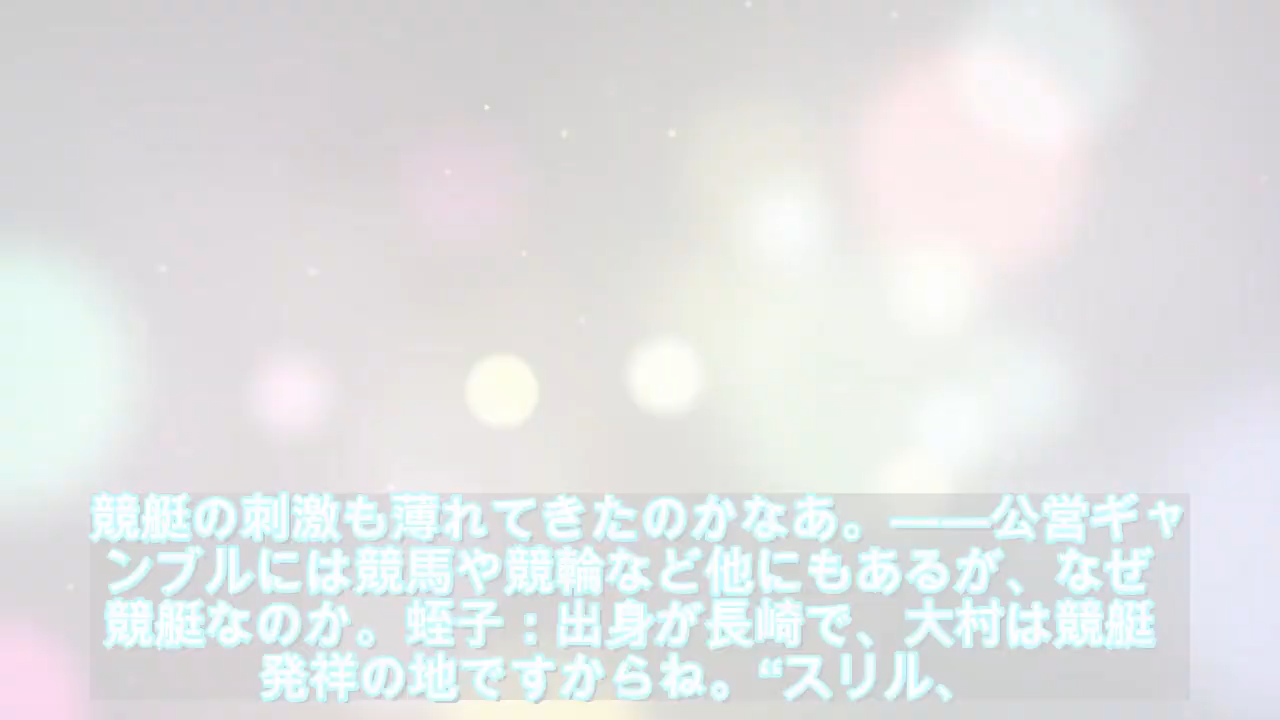 競艇の刺激も薄れてきたのかなあ。――公営ギャ
ンブルには競馬や競輪など他にもあるが、なぜ
競艇なのか。蛭子：出身が長崎で、大村は競艇
発祥の地ですからね。“スリル、